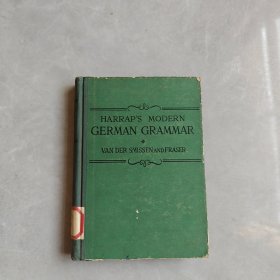 HARRAP'S MODERN
GERMAN GRAMMAR
VAN DER SMISSEN AND FRASER